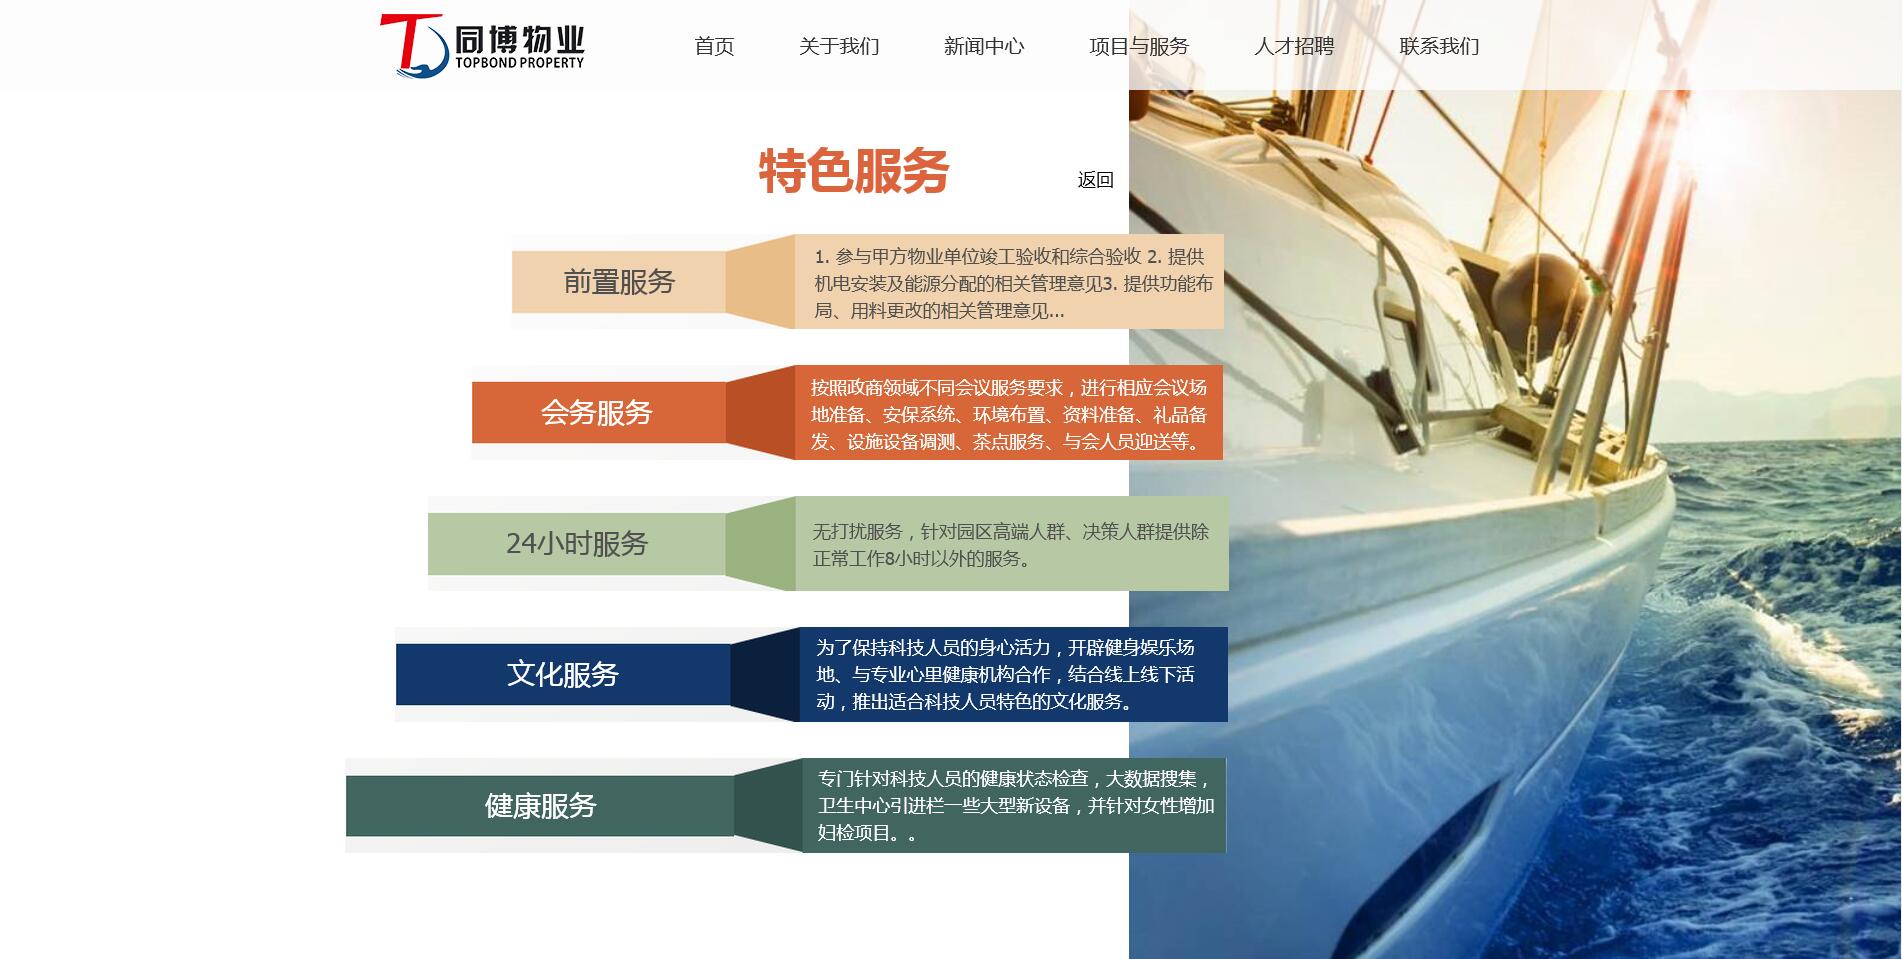 同博物业
TOPBOND PROPERTY
首页
关于我们
新闻中心
项目与服务
人才招聘
联系我们
特色服务
返回
前置服务
1. 参与甲方物业单位竣工验收和综合验收 2. 提供
机电安装及能源分配的相关管理意见3. 提供功能布
局、用料更改的相关管理意见...
会务服务
按照政商领域不同会议服务要求，进行相应会议场
地准备、安保系统、环境布置、资料准备、礼品备
发、设施设备调测、茶点服务、与会人员迎送等。
24小时服务
无打扰服务，针对园区高端人群、决策人群提供除
正常工作8小时以外的服务。
文化服务
为了保持科技人员的身心活力，开辟健身娱乐场
地、与专业心里健康机构合作，结合线上线下活
动，推出适合科技人员特色的文化服务。
健康服务
专门针对科技人员的健康状态检查，大数据搜集，
卫生中心引进栏一些大型新设备，并针对女性增加
妇检项目。。